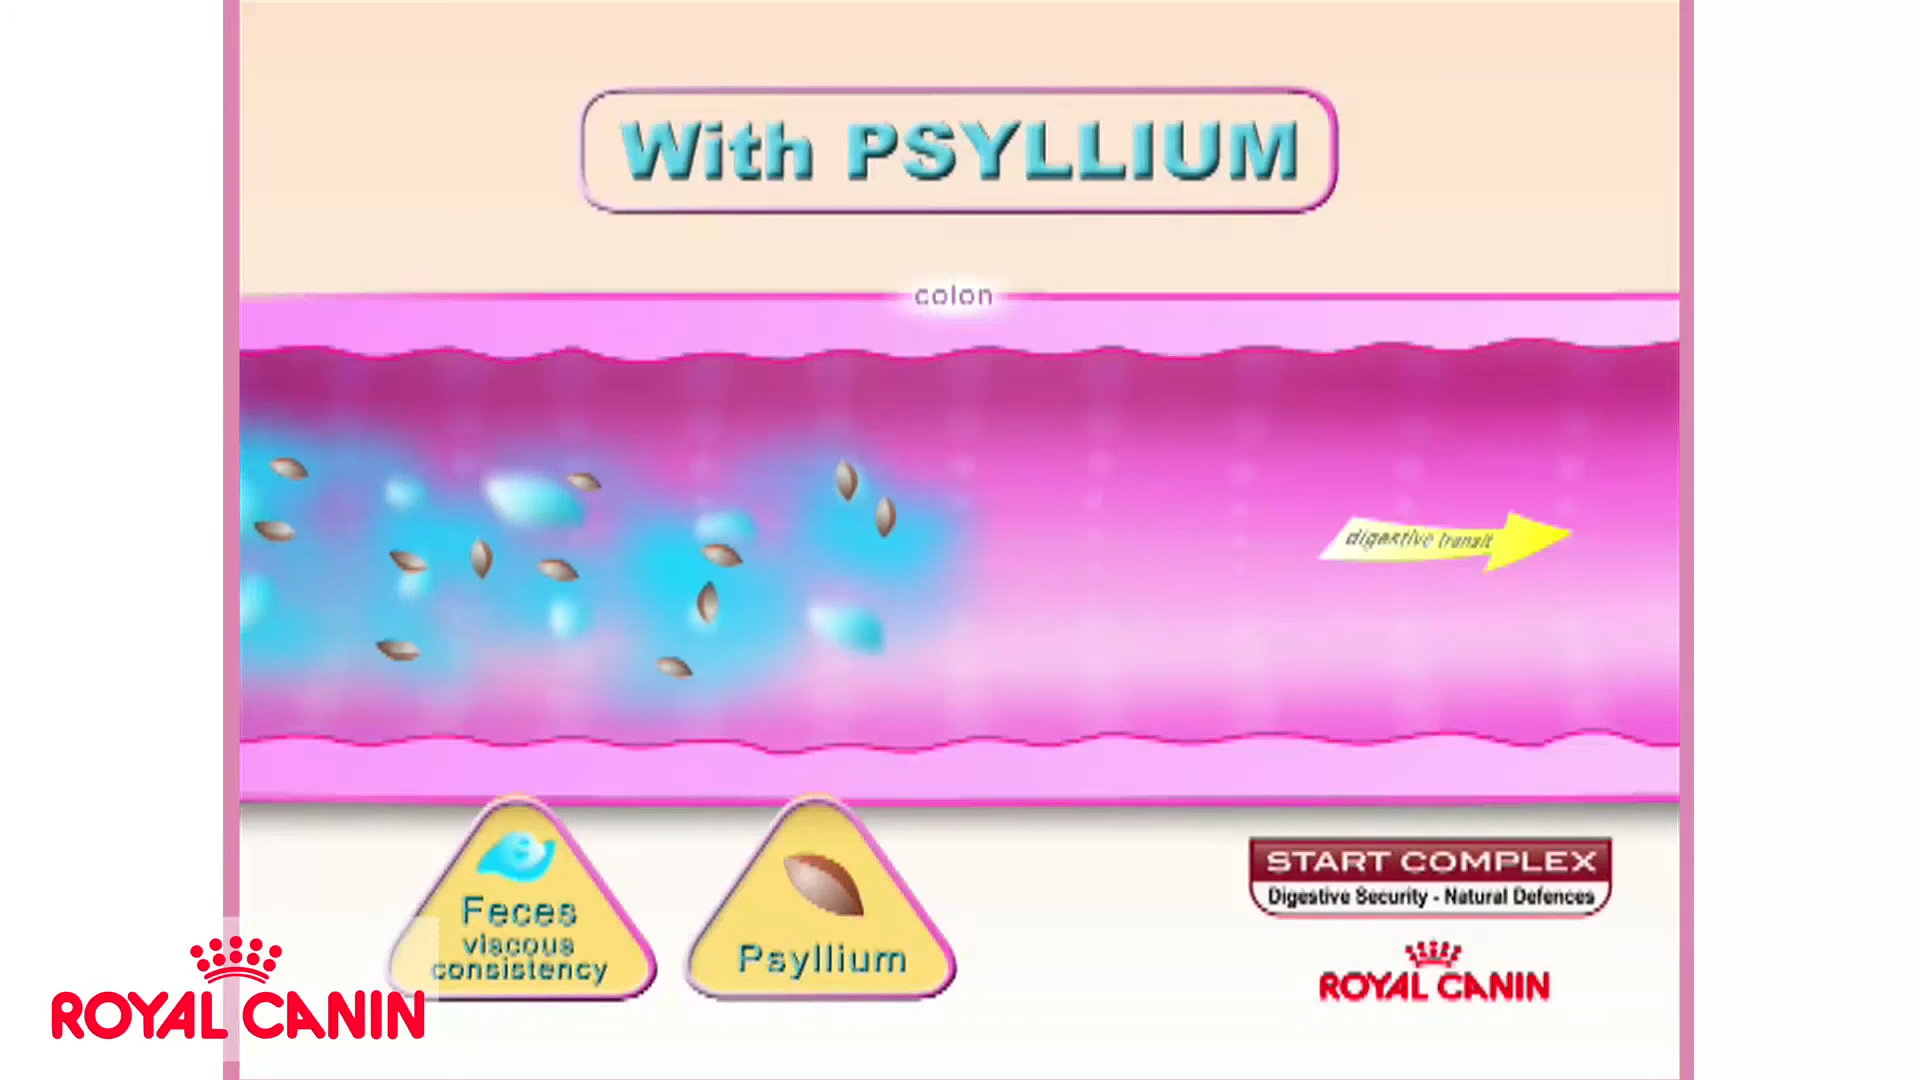 With PSYLLIUM
colon
digestive transit
Feces
viscous
consistency
Psyllium
START COMPLEX
Digestive Security - Natural Defences
ROYAL CANIN
ROYAL CANIN